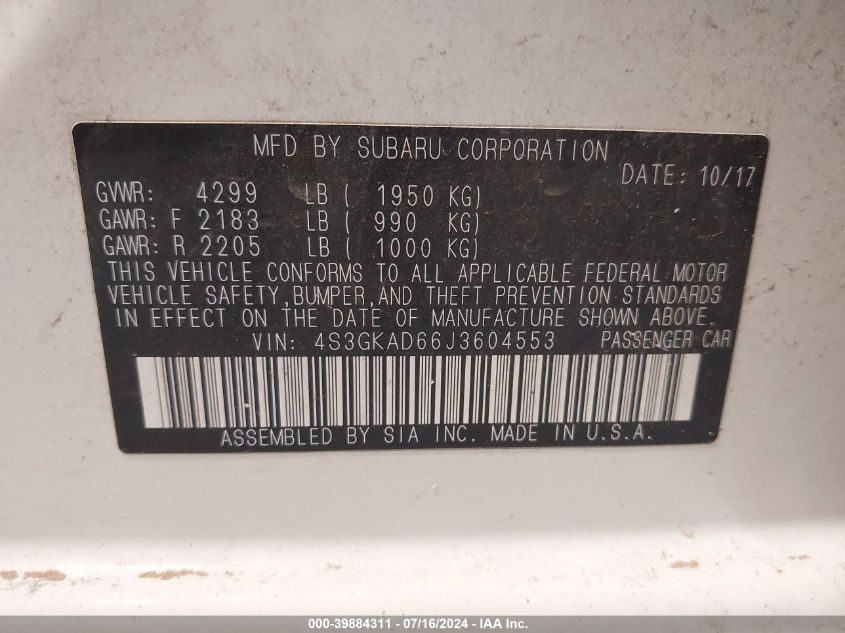 MFD BY SUBARU CORPORATION
DATE: 10/17
GVWR: 4299 LB ( 1950 KG)
GAWR: F 2183 LB ( 990 KG)
GAWR: R 2205 LB ( 1000 KG)
THIS VEHICLE CONFORMS TO ALL APPLICABLE FEDERAL MOTOR
VEHICLE SAFETY, BUMPER, AND THEFT PREVENTION STANDARDS
IN EFFECT ON THE DATE OF MANUFACTURE SHOWN ABOVE.
VIN: 4S3GKAD66J3604553 PASSENGER CAR
ASSEMBLED BY SIA INC. MADE IN U.S.A.
000-39884311 - 07/16/2024 - IAA Inc.